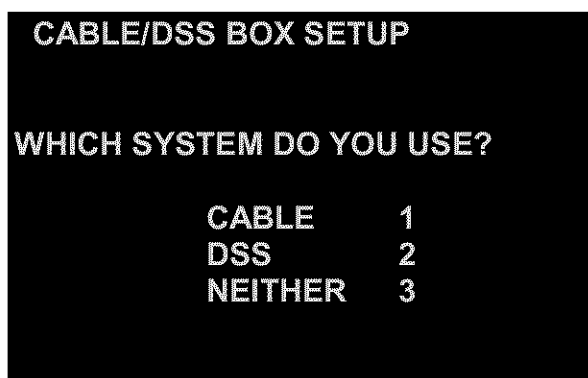 CABLE/DSS BOX SETUP
WHICH SYSTEM DO YOU USE?
CABLE 1
DSS 2
NEITHER 3